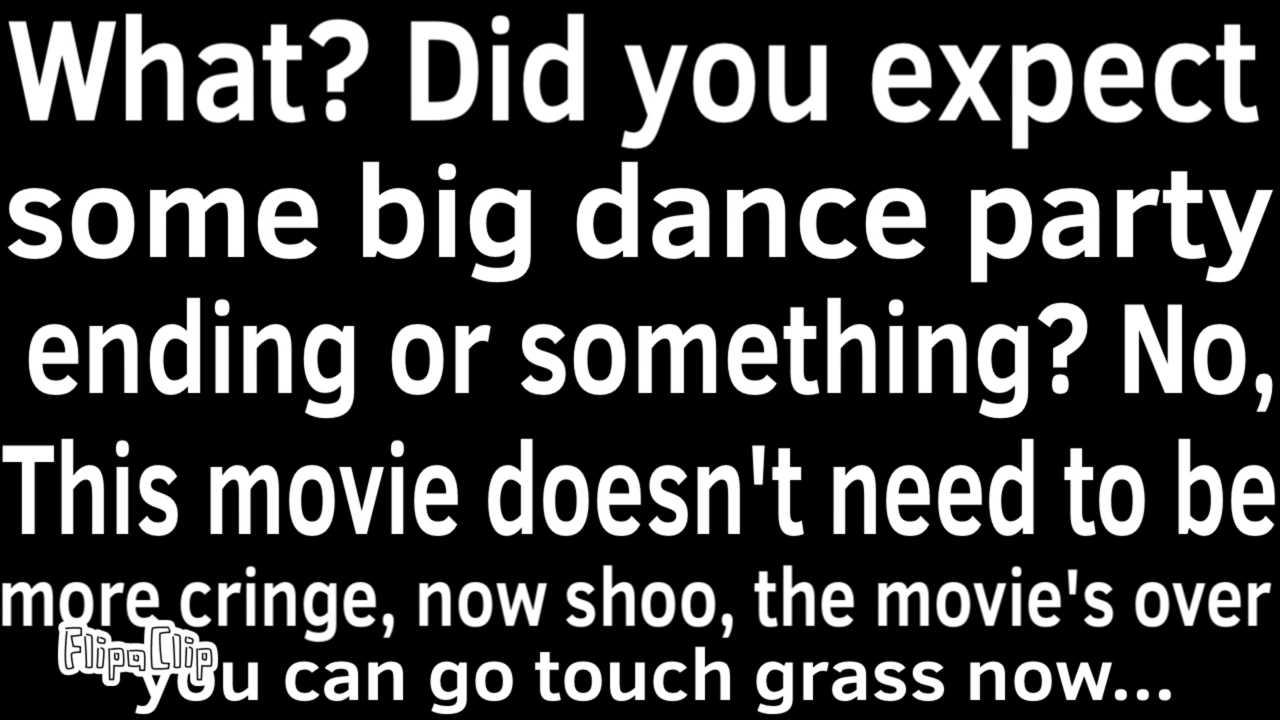 What? Did you expect
some big dance party
ending or something? No,
This movie doesn't need to be
more cringe, now shoo, the movie's over
you can go touch grass now...
FlipaClip